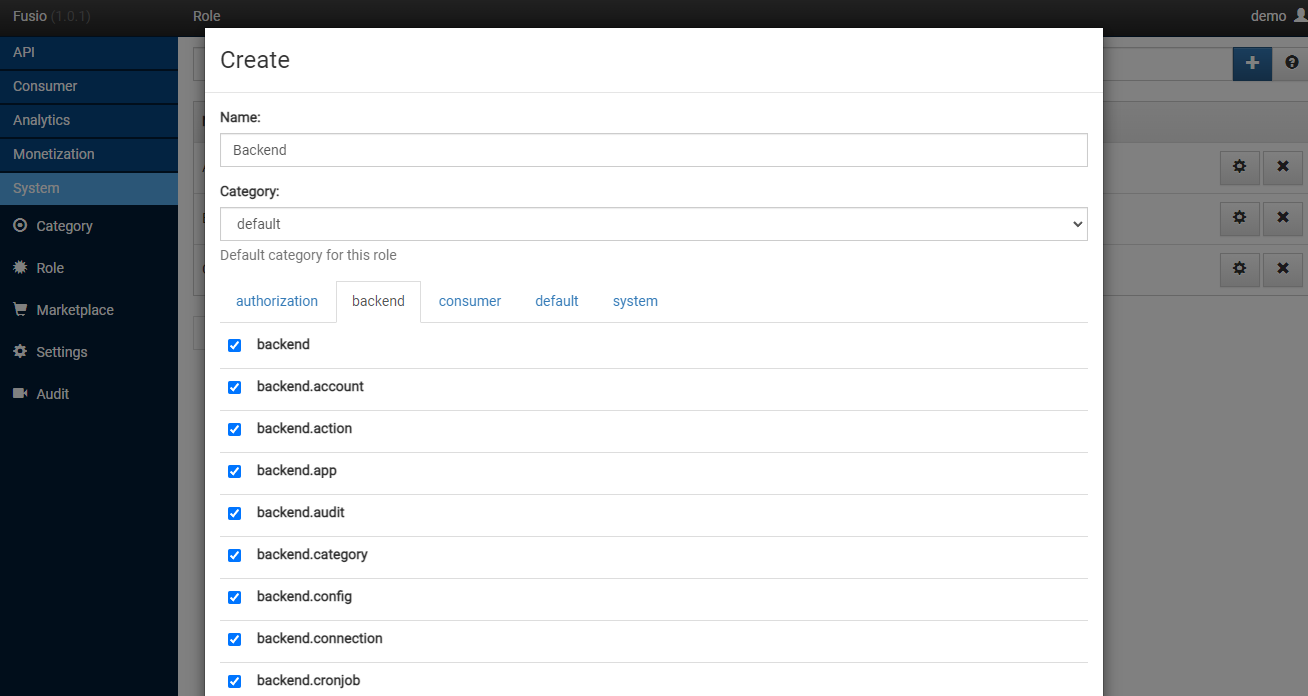 Fusio (1.0.1)
Role
demo
API
Consumer
Analytics
Monetization
System
Category
Role
Marketplace
Settings
Audit
Create
Name:
Backend
Category:
default
Default category for this role
authorization backend consumer default system
backend
backend.account
backend.action
backend.app
backend.audit
backend.category
backend.config
backend.connection
backend.cronjob